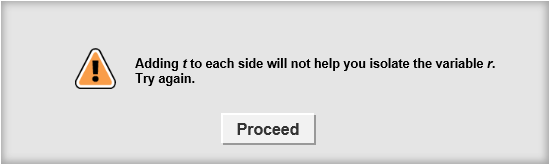 Adding t to each side will not help you isolate the variable r.
Try again.
Proceed